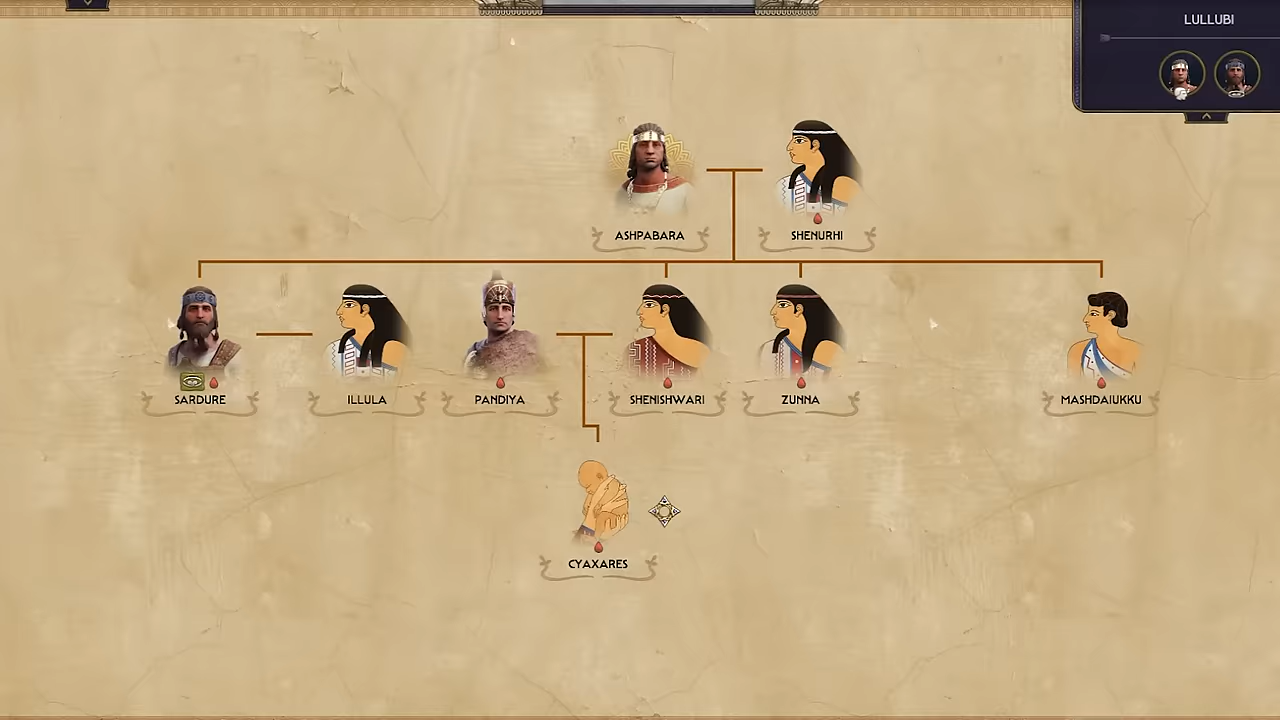 LULLUBI
ASHPABARA
SHENURHI
SARDURE
ILLULA
PANDIYA
SHENISHWARI
ZUNNA
MASHDAIUKKU
CYAXARES